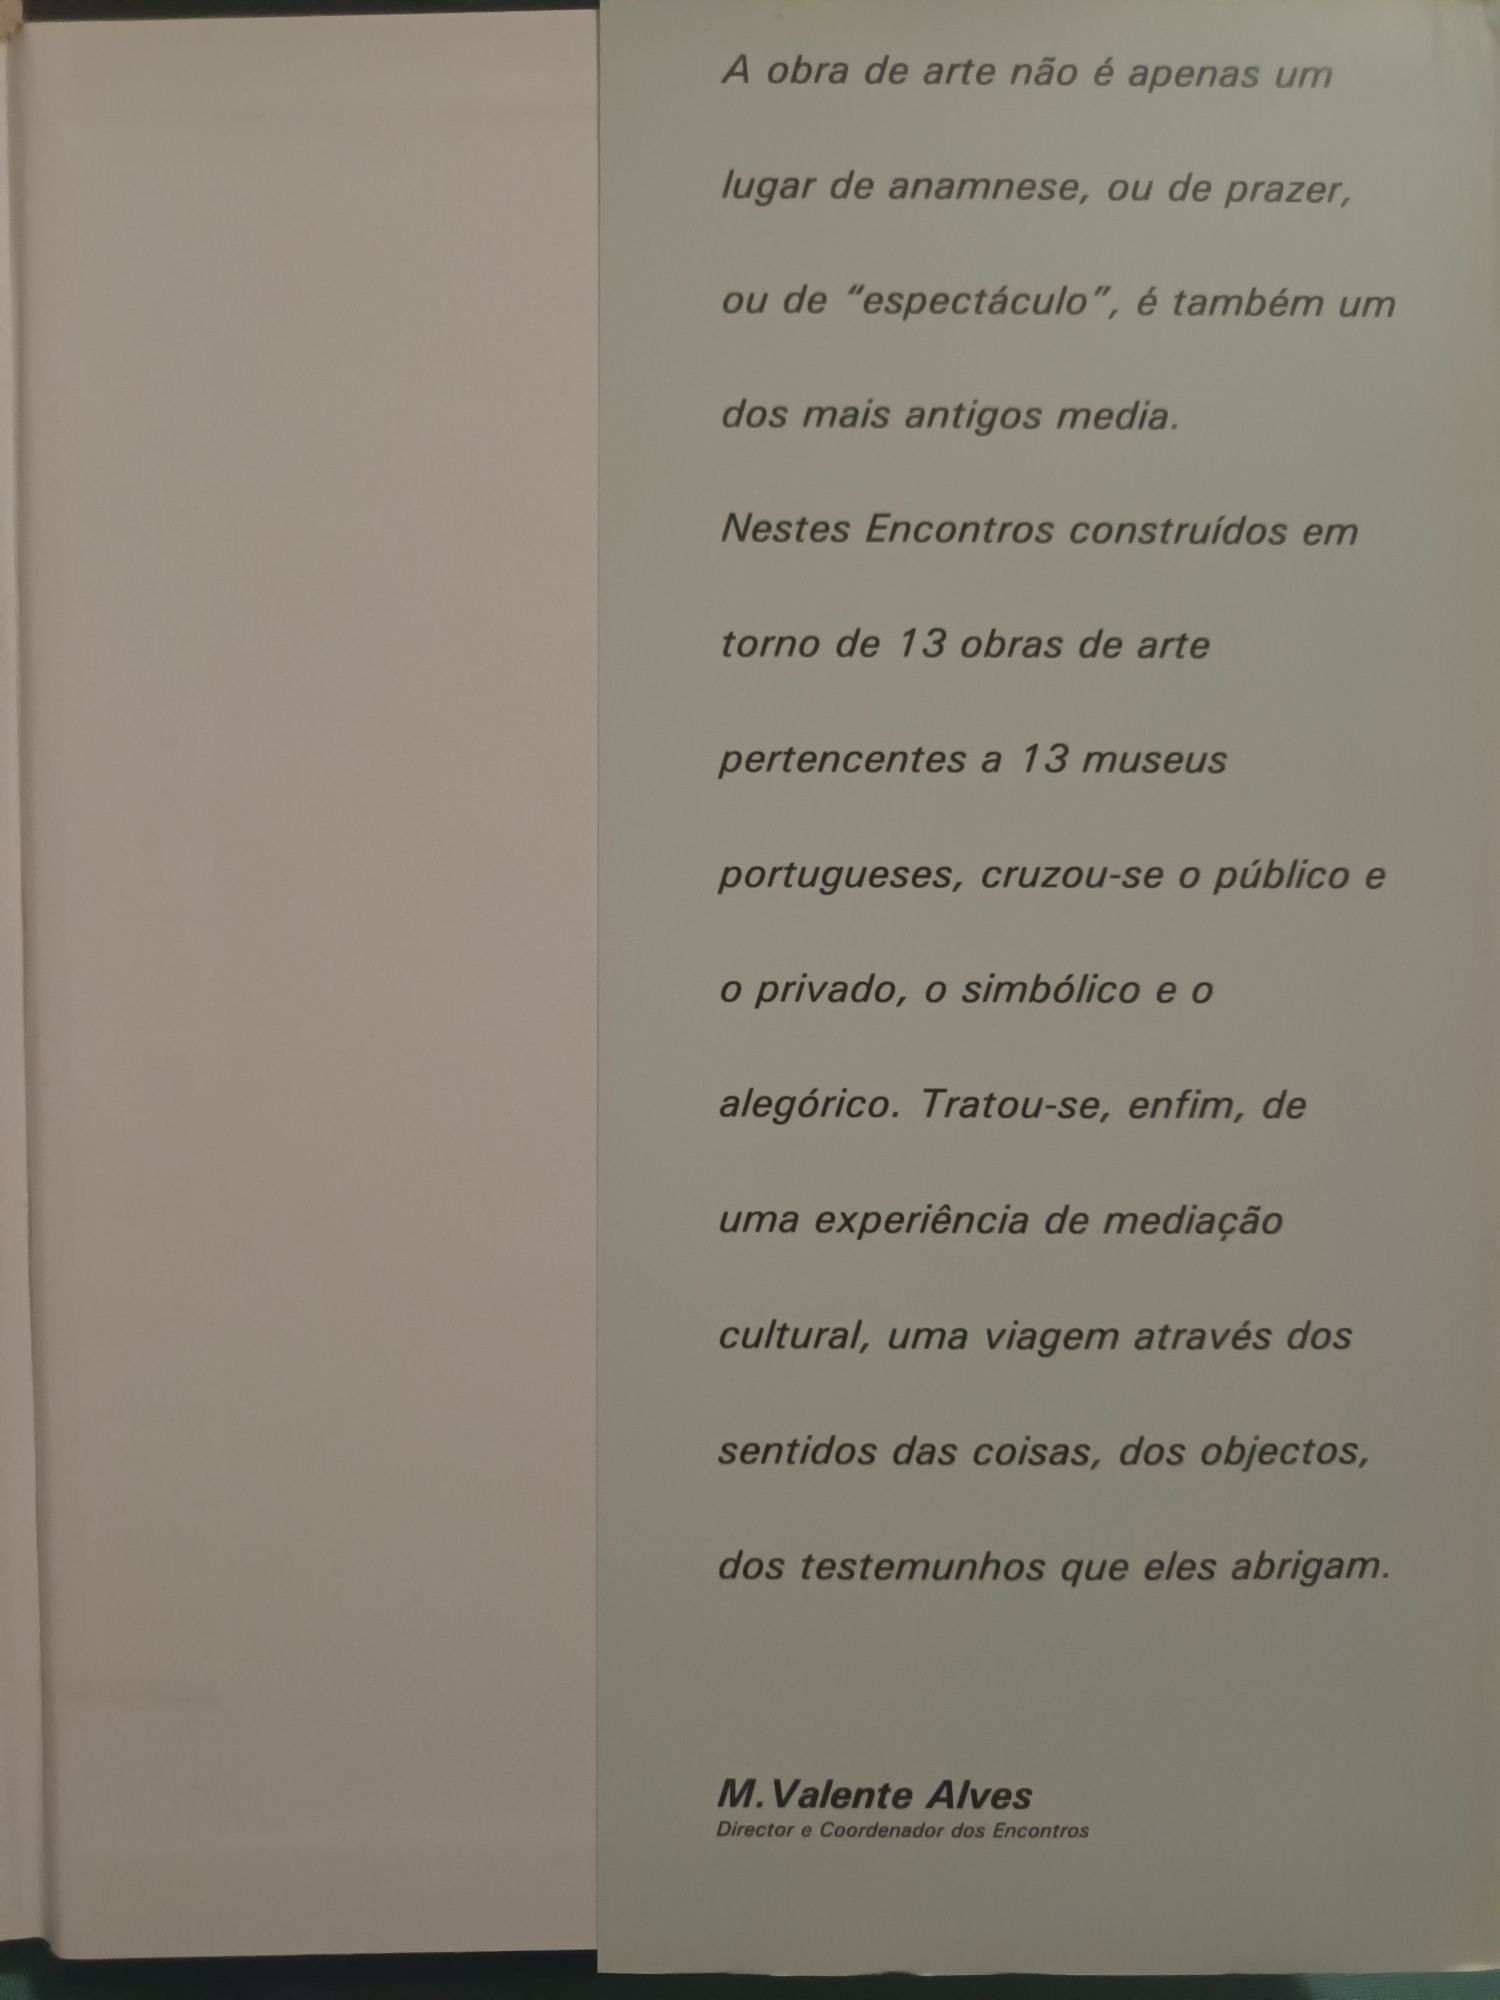 A obra de arte não é apenas um
lugar de anamnese, ou de prazer,
ou de “espectáculo”, é também um
dos mais antigos media.
Nestes Encontros construídos em
torno de 13 obras de arte
pertencentes a 13 museus
portugueses, cruzou-se o público e
o privado, o simbólico e o
alegórico. Tratou-se, enfim, de
uma experiência de mediação
cultural, uma viagem através dos
sentidos das coisas, dos objectos,
dos testemunhos que eles abrigam.
M. Valente Alves
Director e Coordenador dos Encontros